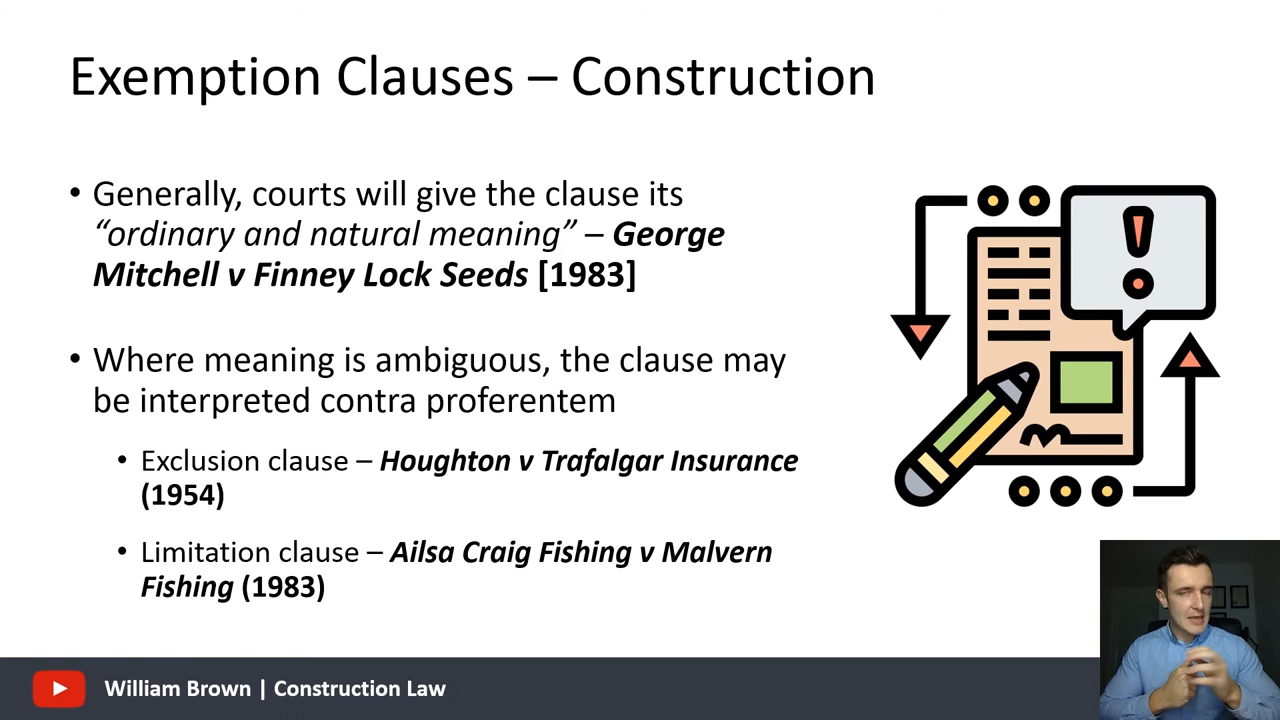 Exemption Clauses – Construction
• Generally, courts will give the clause its
“ordinary and natural meaning” – George
Mitchell v Finney Lock Seeds [1983]
• Where meaning is ambiguous, the clause may
be interpreted contra proferentem
• Exclusion clause – Houghton v Trafalgar Insurance
(1954)
• Limitation clause – Ailsa Craig Fishing v Malvern
Fishing (1983)
William Brown | Construction Law